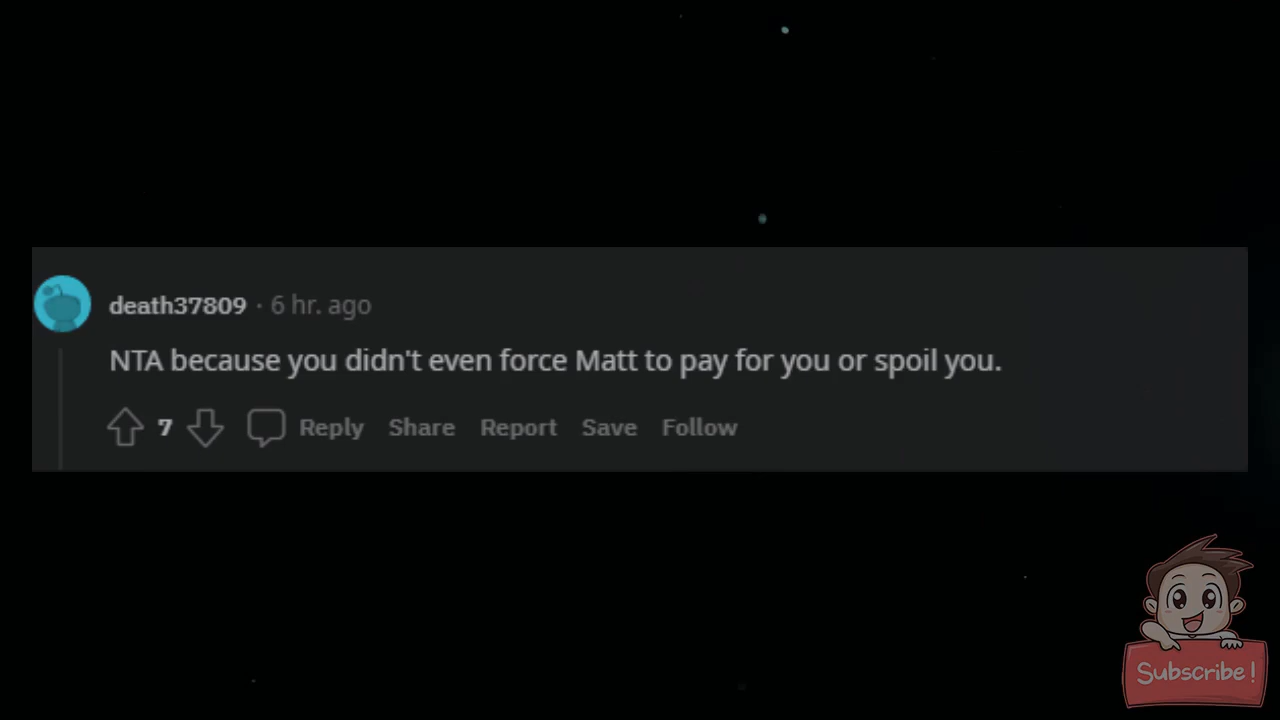 death37809 · 6 hr. ago
NTA because you didn't even force Matt to pay for you or spoil you.
7 Reply Share Report Save Follow
Subscribe!